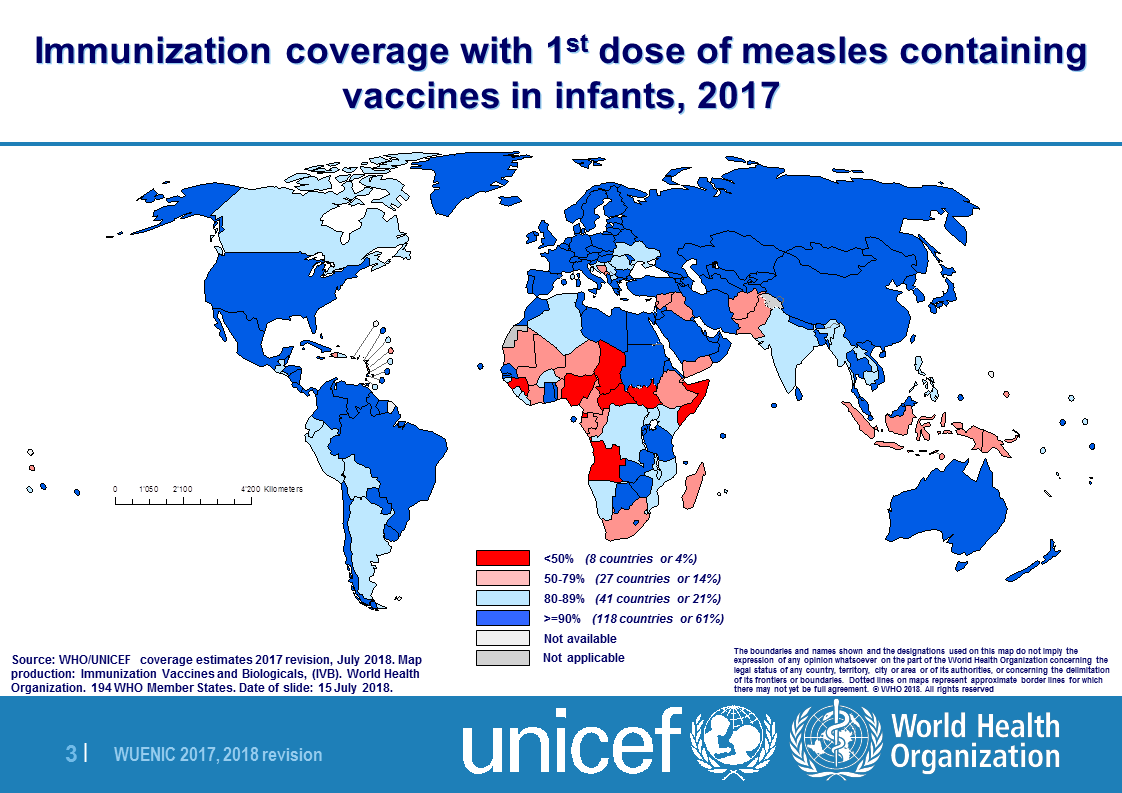 Immunization coverage with 1st dose of measles containing
vaccines in infants, 2017
0 1'050 2'100 4'200 Kilometers
<50% (8 countries or 4%)
50-79% (27 countries or 14%)
80-89% (41 countries or 21%)
>=90% (118 countries or 61%)
Not available
Not applicable
Source: WHO/UNICEF coverage estimates 2017 revision, July 2018. Map
production: Immunization Vaccines and Biologicals, (IVB). World Health
Organization. 194 WHO Member States. Date of slide: 15 July 2018.
The boundaries and names shown and the designations used on this map do not imply the
expression of any opinion whatsoever on the part of the World Health Organization concerning the
legal status of any country, territory, city or area or of its authorities, or concerning the delimitation
of its frontiers or boundaries. Dotted lines on maps represent approximate border lines for which
there may not yet be full agreement. © WHO 2018. All rights reserved
3 | WUENIC 2017, 2018 revision
unicef
World Health
Organization